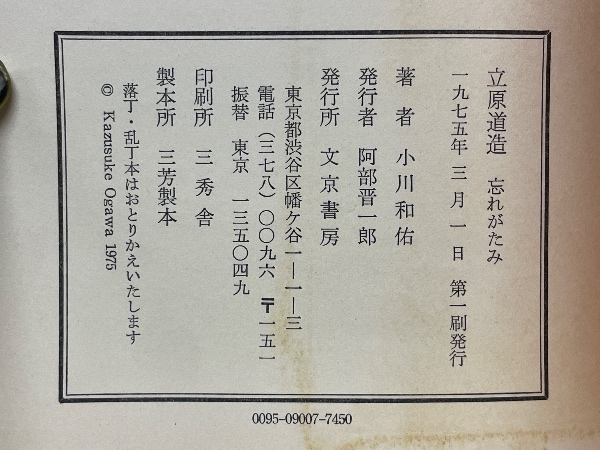 立原道造 忘れがたみ
一九七五年 三月一日 第一刷発行
著者 小川和佑
発行者 阿部晋一郎
発行所 文京書房
東京都渋谷区幡ケ谷一―一―三
電話(三七八)〇〇九六 〒一五一
振替 東京 一三五〇四九
印刷所 三秀舎
製本所 三芳製本
落丁・乱丁本はおとりかえいたします
© Kazusuke Ogawa 1975
0095-09007-7450